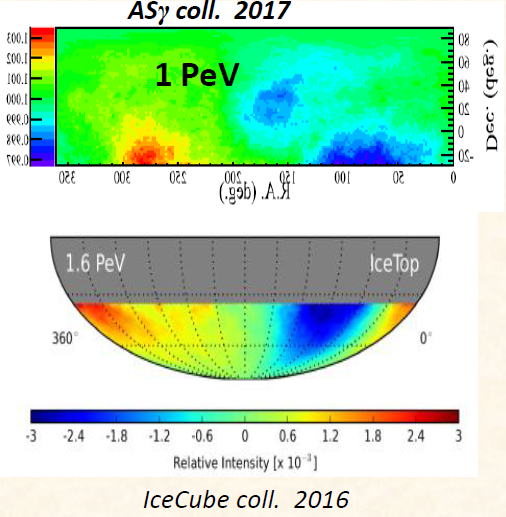 ASγ coll. 2017
1 PeV
1.003
1.002
1.001
1.000
0.999
0.998
0.997
80
60
40
20
0
-20
Dec. (deg.)
350 300 250 200 150 100 50 0
R.A. (deg.)
1.6 PeV
IceTop
360°
0°
-3 -2.4 -1.8 -1.2 -0.6 0 0.6 1.2 1.8 2.4 3
Relative Intensity [x 10⁻³]
IceCube coll. 2016